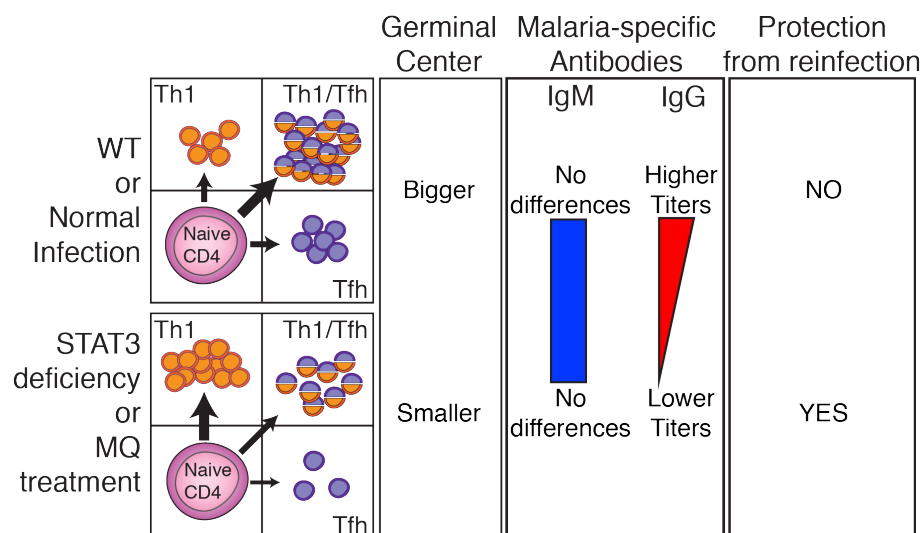 Germinal
Center
Malaria-specific
Antibodies
IgM
IgG
Protection
from reinfection
WT
or
Normal
Infection
Th1
Th1/Tfh
Naive
CD4
Tfh
Bigger
No
differences
Higher
Titers
NO
STAT3
deficiency
or
MQ
treatment
Th1
Th1/Tfh
Naive
CD4
Tfh
Smaller
No
differences
Lower
Titers
YES